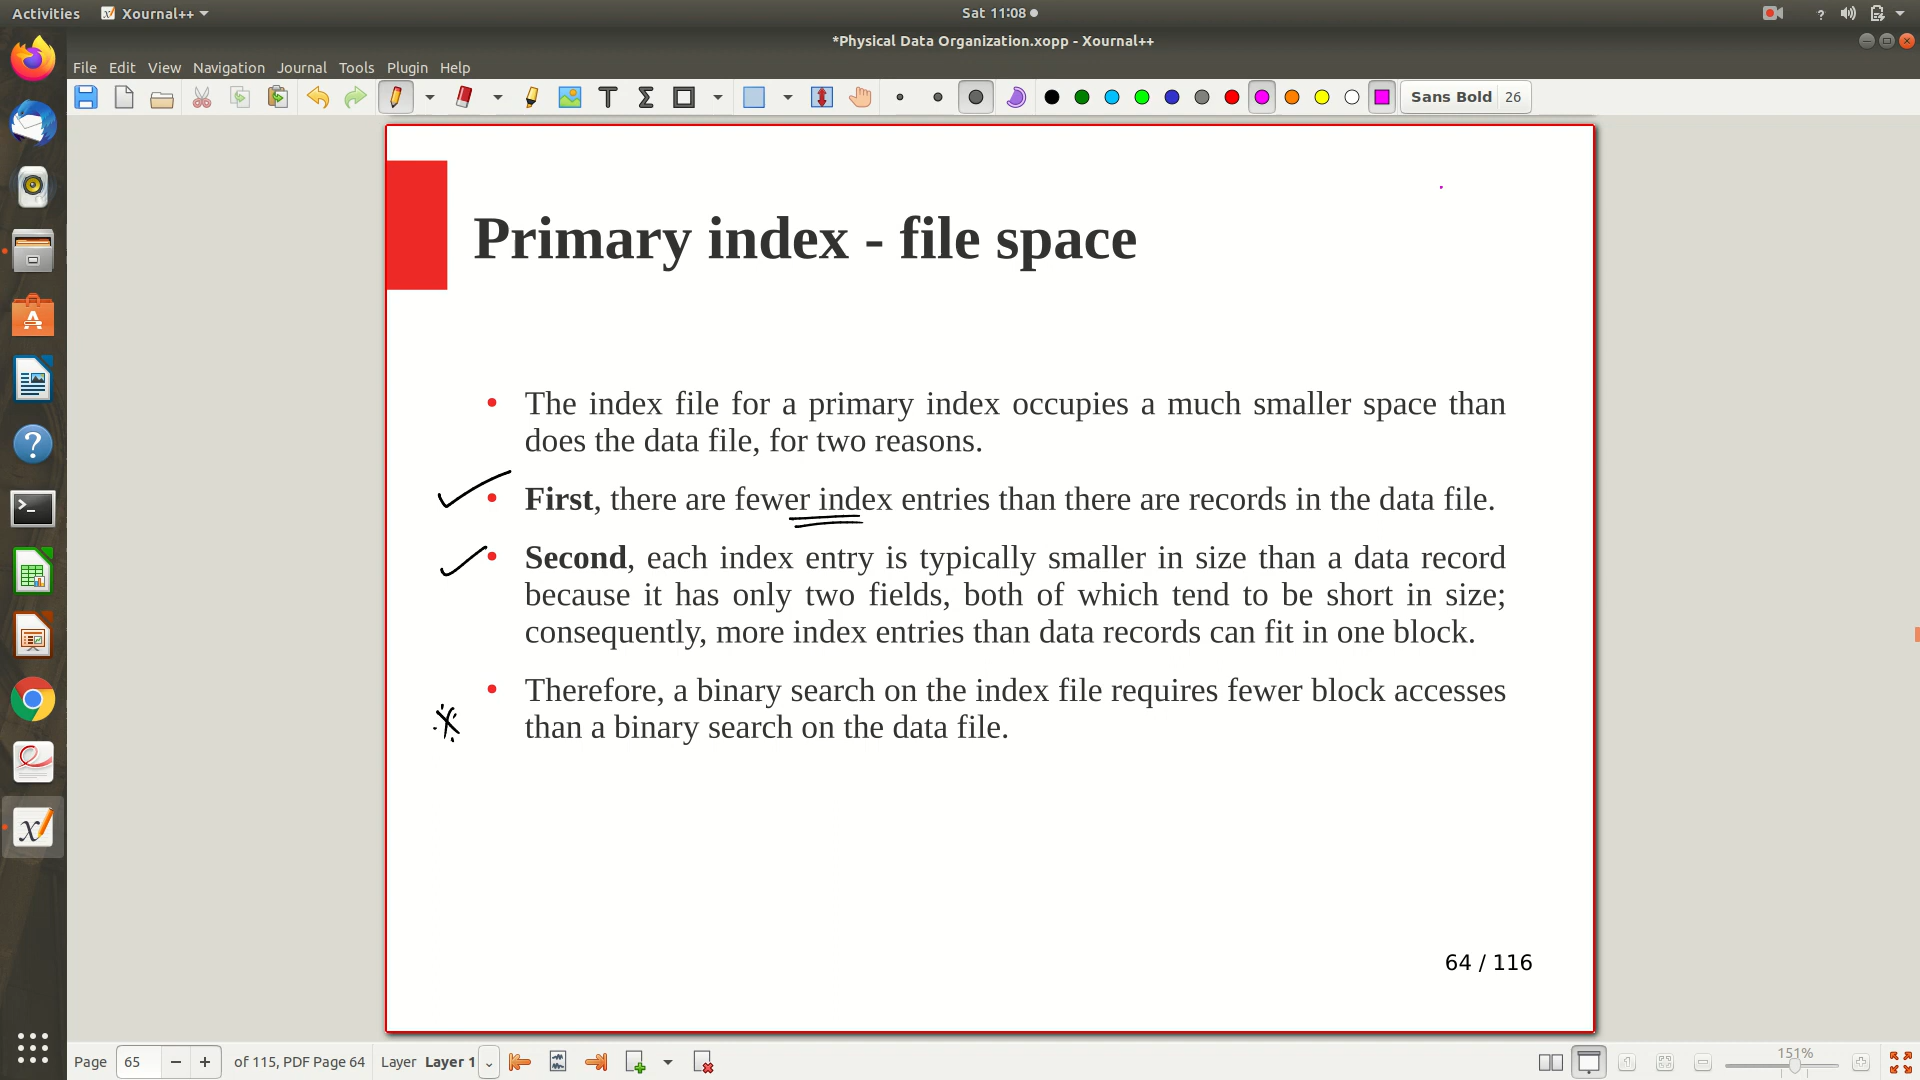 Activities Xournal++ Sat 11:08
*Physical Data Organization.xopp - Xournal++
File Edit View Navigation Journal Tools Plugin Help
Sans Bold 26
Primary index - file space
• The index file for a primary index occupies a much smaller space than
does the data file, for two reasons.
• First, there are fewer index entries than there are records in the data file.
• Second, each index entry is typically smaller in size than a data record
because it has only two fields, both of which tend to be short in size;
consequently, more index entries than data records can fit in one block.
• Therefore, a binary search on the index file requires fewer block accesses
than a binary search on the data file.
64 / 116
Page 65 − + of 115, PDF Page 64 Layer Layer 1 151%